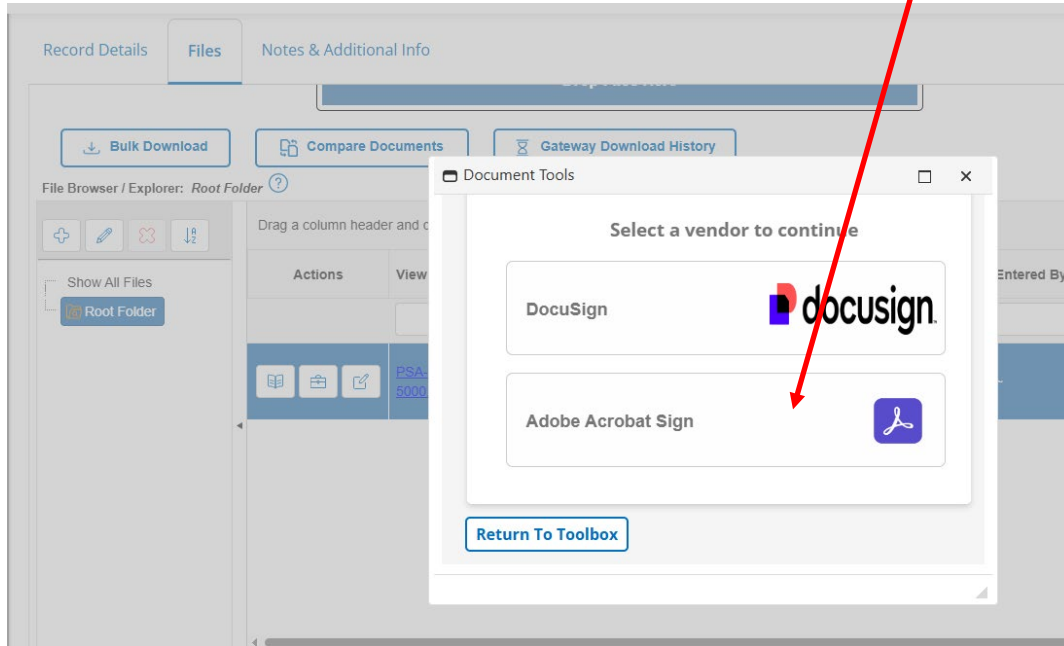 Record Details Files Notes & Additional Info
Bulk Download Compare Documents Gateway Download History
File Browser / Explorer: Root Folder ?
Document Tools
Drag a column header and
Select a vendor to continue
Actions View Entered By
Show All Files
Root Folder
DocuSign docusign
PSA-
5000
Adobe Acrobat Sign
Return To Toolbox